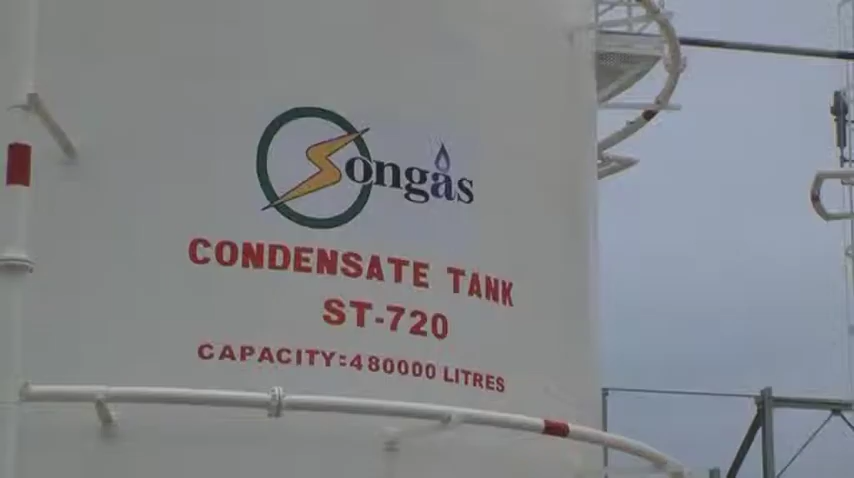 Songas
CONDENSATE TANK
ST-720
CAPACITY:480000 LITRES